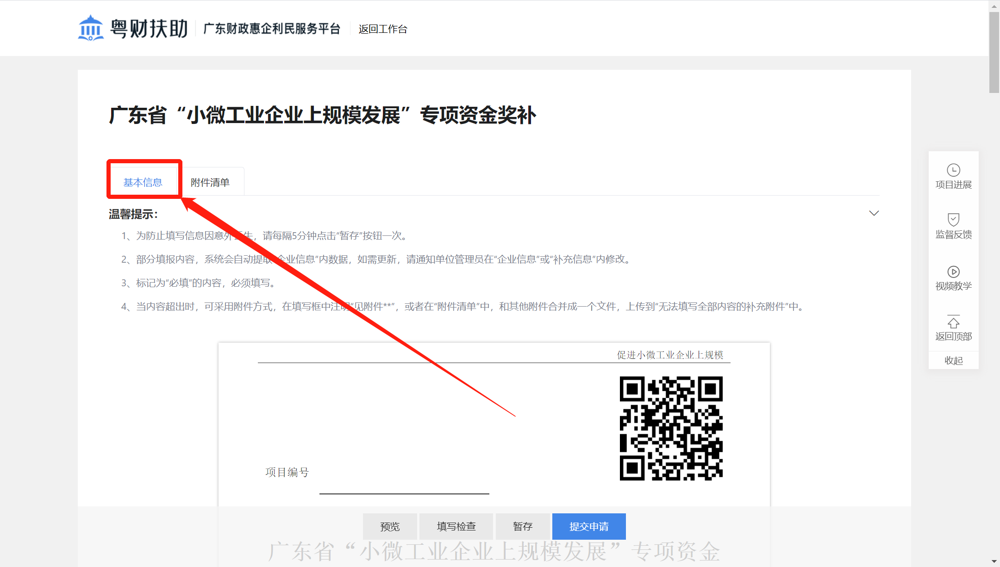 粤财扶助
广东财政惠企利民服务平台
返回工作台
广东省“小微工业企业上规模发展”专项资金奖补
基本信息
附件清单
温馨提示：
1、为防止填写信息因意外丢失，请每隔5分钟点击“暂存”按钮一次。
2、部分填报内容，系统会自动提取“企业信息”内数据，如需更新，请通知单位管理员在“企业信息”或“补充信息”内修改。
3、标记为“必填”的内容，必须填写。
4、当内容超出时，可采用附件方式，在填写框中注明“见附件**”，或者在“附件清单”中，和其他附件合并成一个文件，上传到“无法填写全部内容的补充附件”中。
项目进展
监督反馈
视频教学
返回顶部
收起
促进小微工业企业上规模
项目编号
预览
填写检查
暂存
提交申请
广东省“小微工业企业上规模发展”专项资金